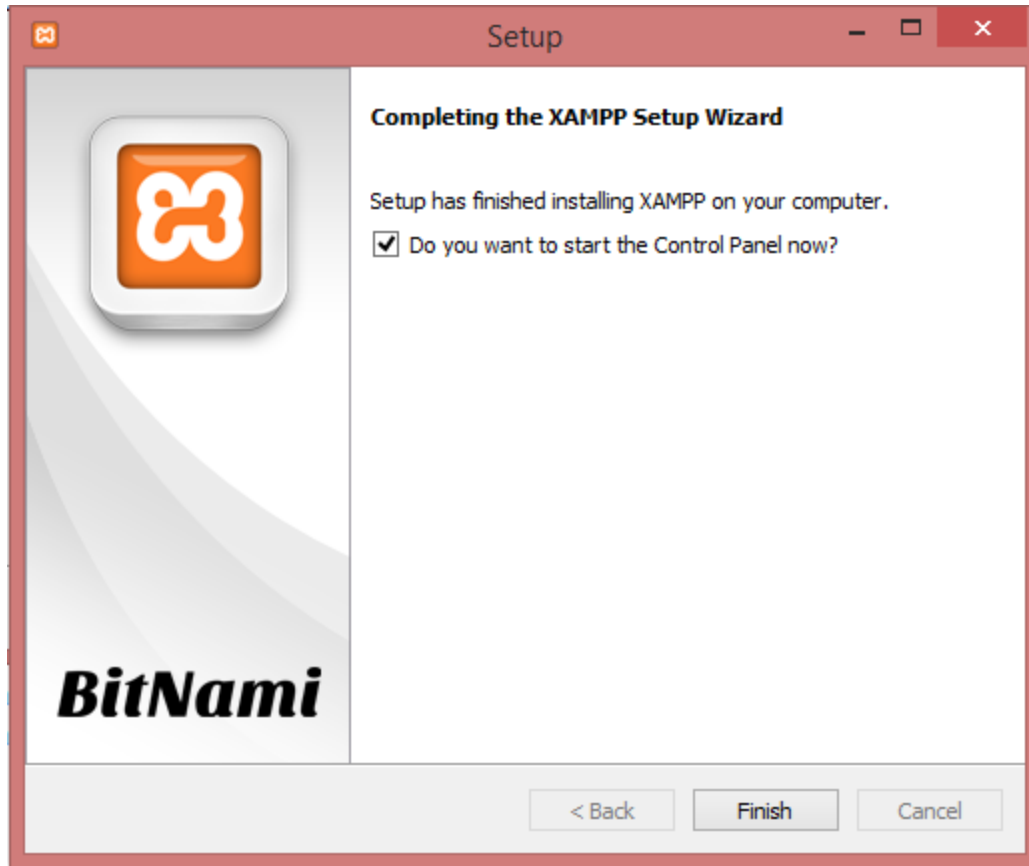 Setup
Completing the XAMPP Setup Wizard
Setup has finished installing XAMPP on your computer.
Do you want to start the Control Panel now?
BitNami
< Back
Finish
Cancel